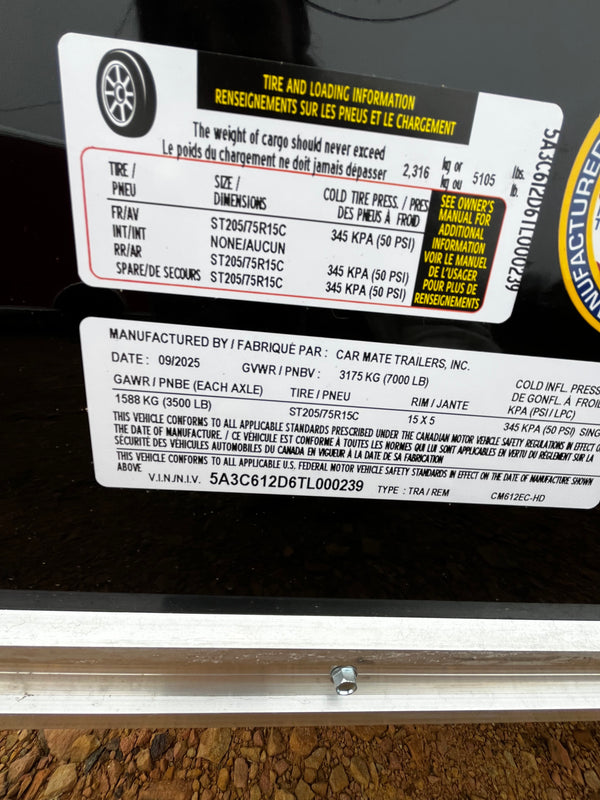 TIRE AND LOADING INFORMATION
RENSEIGNEMENTS SUR LES PNEUS ET LE CHARGEMENT
The weight of cargo should never exceed
Le poids du chargement ne doit jamais dépasser 2,316 kg or kg ou 5105 lbs. lb.
TIRE / PNEU SIZE / DIMENSIONS COLD TIRE PRESS. / PRES DES PNEUS À FROID
FR/AV ST205/75R15C 345 KPA (50 PSI)
INT/INT NONE/AUCUN
RR/AR ST205/75R15C 345 KPA (50 PSI)
SPARE/DE SECOURS ST205/75R15C 345 KPA (50 PSI)
SEE OWNER'S
MANUAL FOR
ADDITIONAL
INFORMATION
VOIR LE MANUEL
DE L'USAGER
POUR PLUS DE
RENSEIGNEMENTS
5A3C612D6TL000239
MANUFACTURED
MANUFACTURED BY / FABRIQUÉ PAR : CAR MATE TRAILERS, INC.
DATE : 09/2025 GVWR / PNBV : 3175 KG (7000 LB)
GAWR / PNBE (EACH AXLE) TIRE / PNEU RIM / JANTE COLD INFL. PRESS
DE GONFL. À FROI
KPA (PSI / LPC)
1588 KG (3500 LB) ST205/75R15C 15 X 5 345 KPA (50 PSI) SING
THIS VEHICLE CONFORMS TO ALL APPLICABLE STANDARDS PRESCRIBED UNDER THE CANADIAN MOTOR VEHICLE SAFETY REGULATIONS IN EFFECT O
THE DATE OF MANUFACTURE. / CE VÉHICULE EST CONFORME À TOUTES LES NORMES QUI LUI SONT APPLICABLES EN VERTU DU RÈGLEMENT SUR LA
SÉCURITÉ DES VÉHICULES AUTOMOBILES DU CANADA EN VIGUEUR À LA DATE DE SA FABRICATION
THIS VEHICLE CONFORMS TO ALL APPLICABLE U.S. FEDERAL MOTOR VEHICLE SAFETY STANDARDS IN EFFECT ON THE DATE OF MANUFACTURE SHOWN
ABOVE
V.I.N./N.I.V. 5A3C612D6TL000239 TYPE : TRA / REM CM612EC-HD